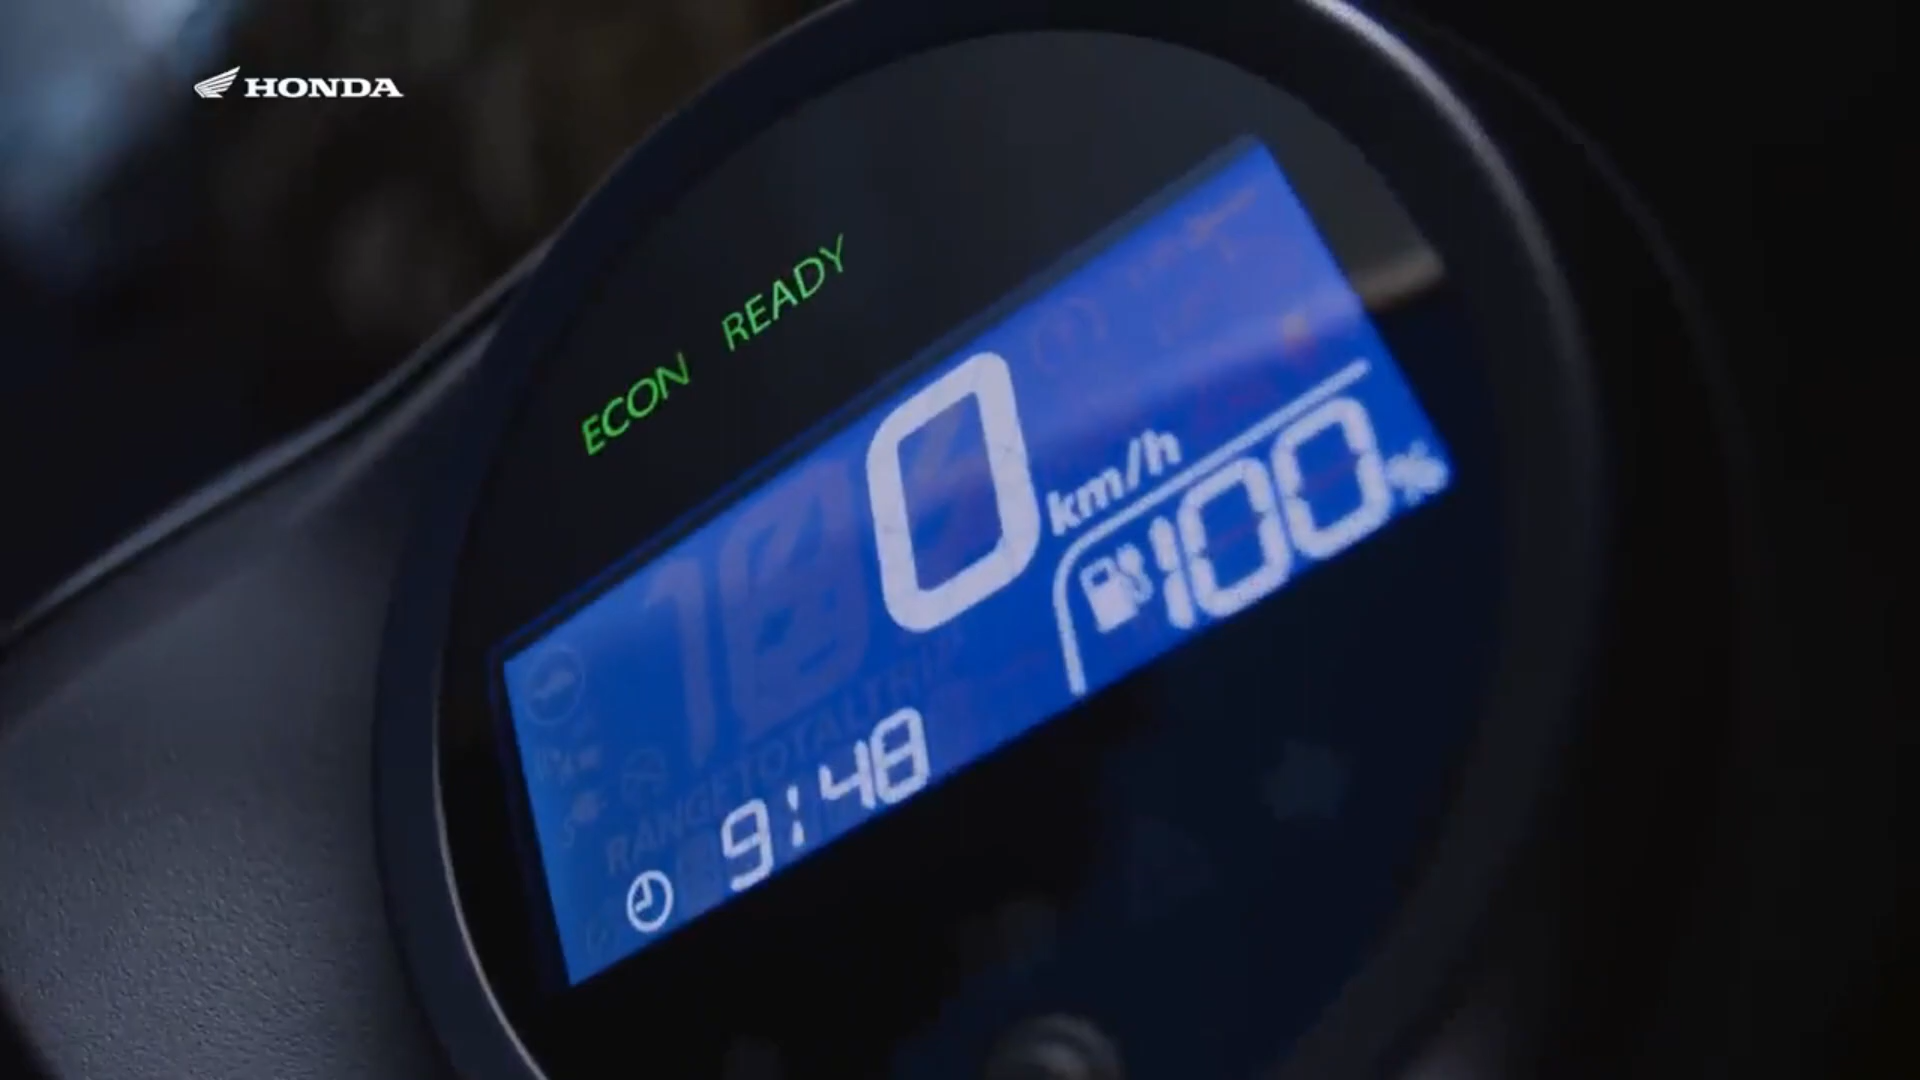 HONDA
ECON READY
0 km/h
100%
RANGE TOTAL TRIP
9:48